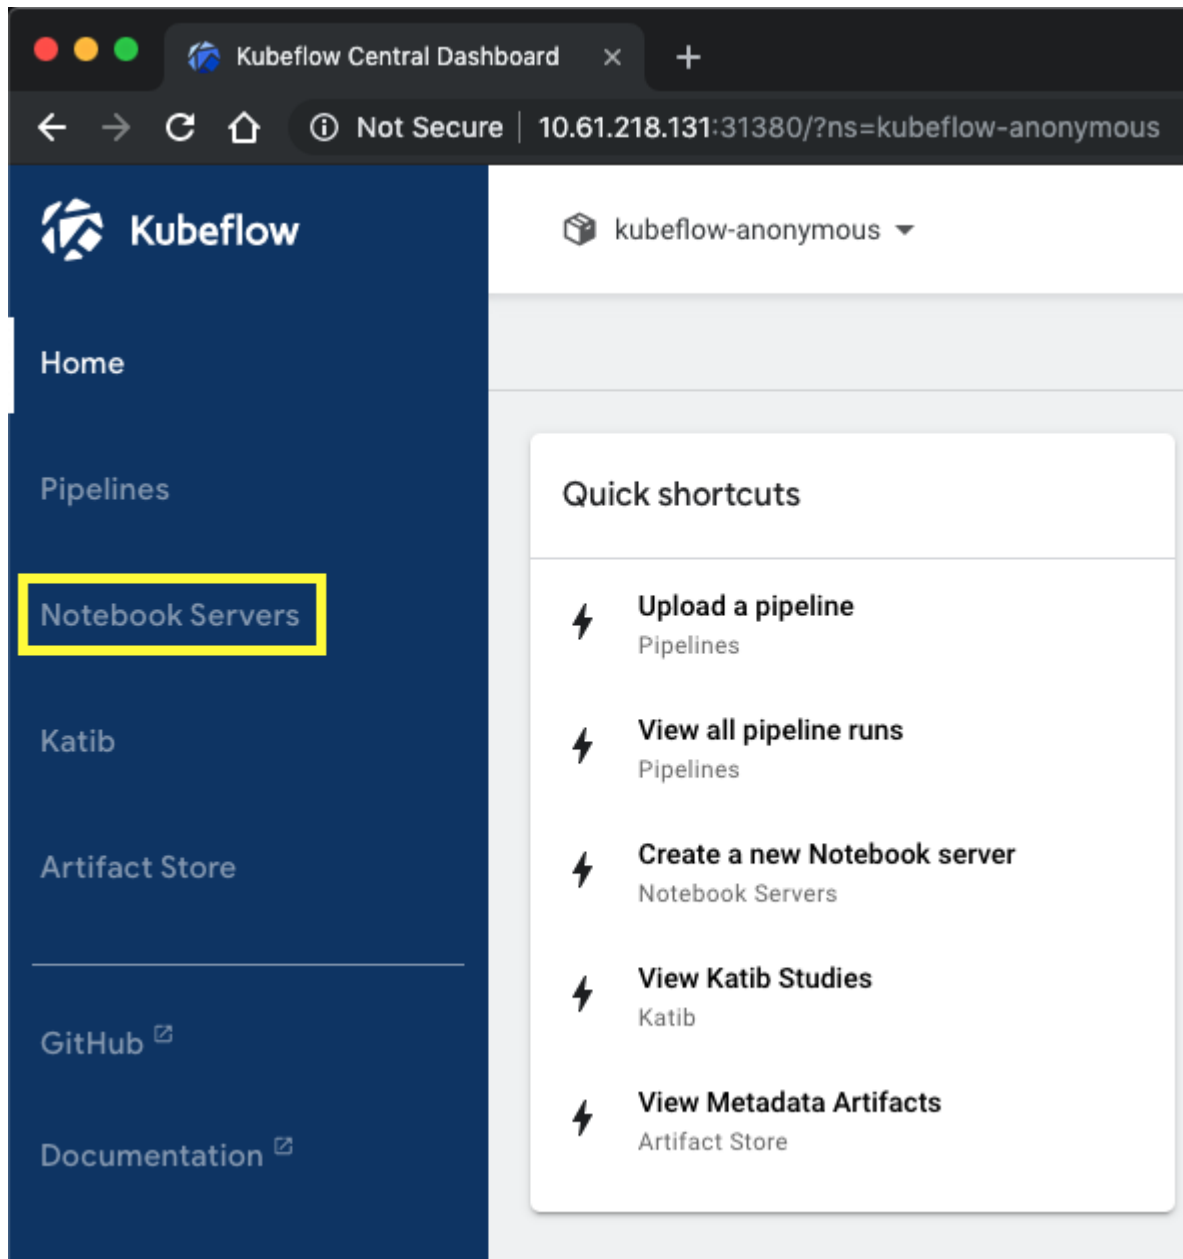 Kubeflow Central Dashboard
Not Secure | 10.61.218.131:31380/?ns=kubeflow-anonymous
Kubeflow
kubeflow-anonymous
Home
Pipelines
Notebook Servers
Katib
Artifact Store
GitHub
Documentation
Quick shortcuts
Upload a pipeline
Pipelines
View all pipeline runs
Pipelines
Create a new Notebook server
Notebook Servers
View Katib Studies
Katib
View Metadata Artifacts
Artifact Store